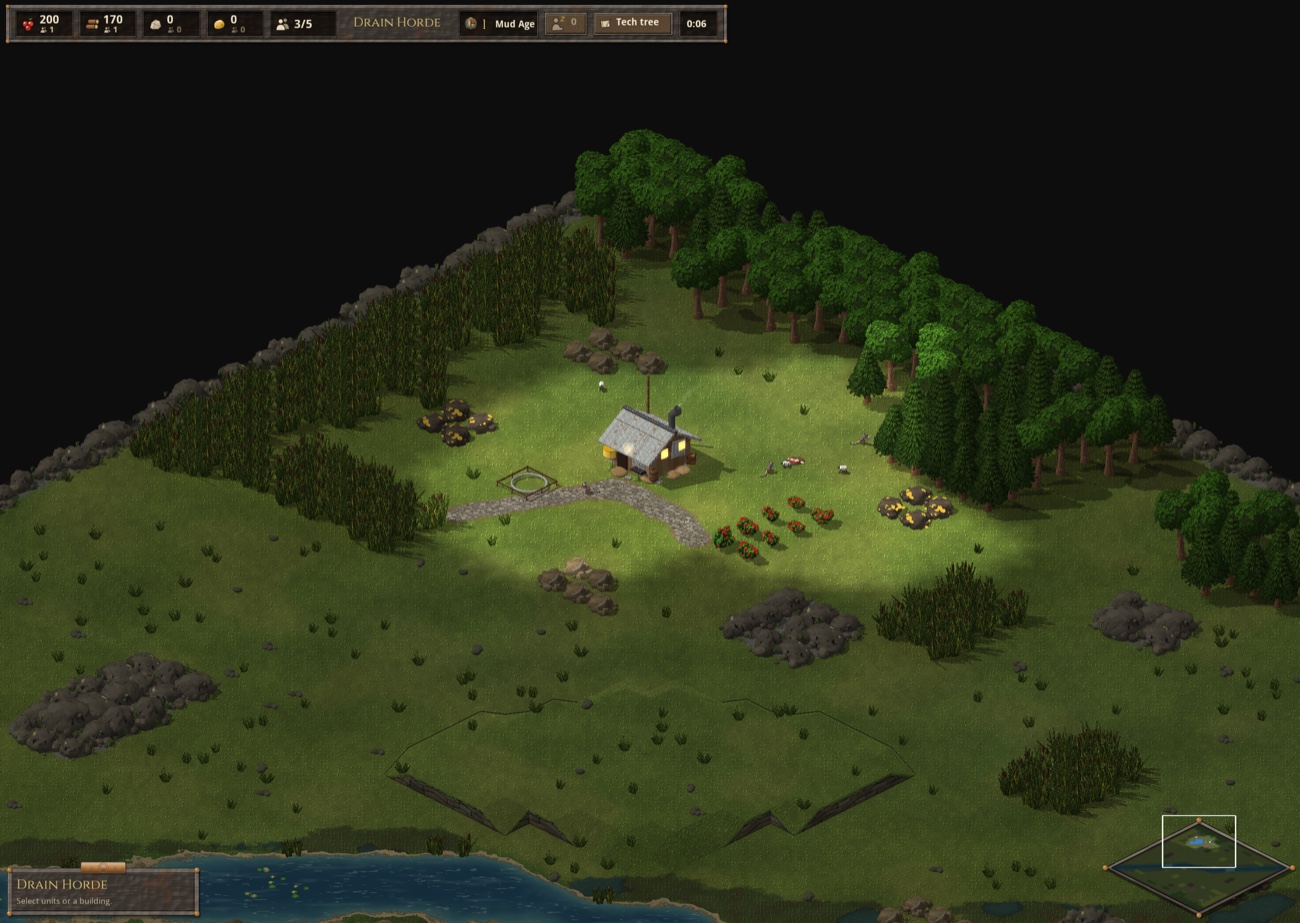 200
1
170
1
0
0
0
0
3/5
DRAIN HORDE
Mud Age
z
0
Tech tree
0:06
DRAIN HORDE
Select units or a building.